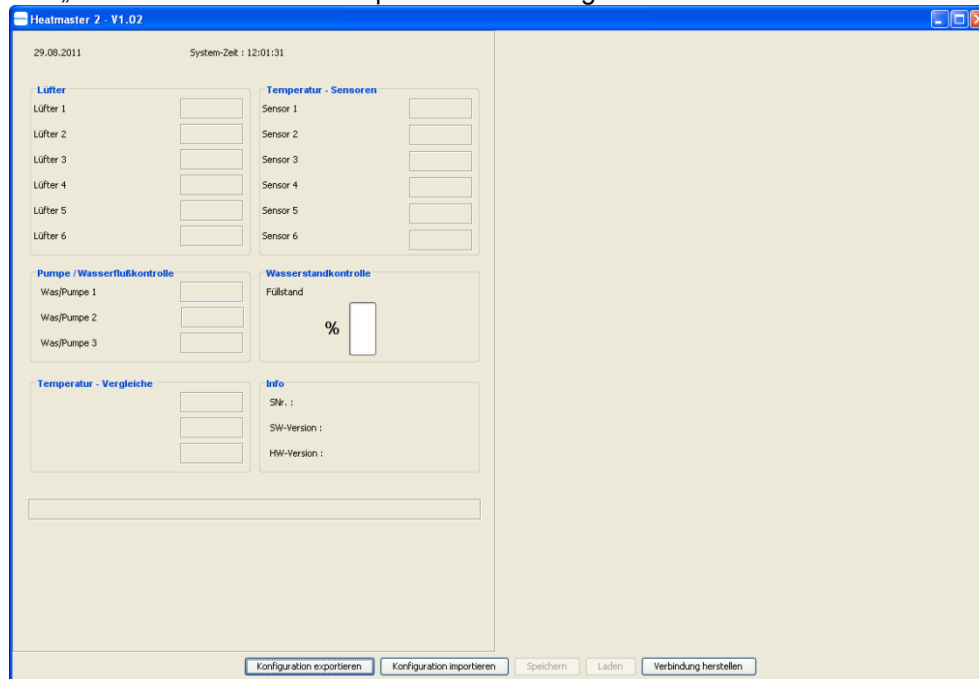 Heatmaster 2 - V1.02
29.08.2011
System-Zeit : 12:01:31
Lüfter
Lüfter 1
Lüfter 2
Lüfter 3
Lüfter 4
Lüfter 5
Lüfter 6
Temperatur - Sensoren
Sensor 1
Sensor 2
Sensor 3
Sensor 4
Sensor 5
Sensor 6
Pumpe / Wasserflußkontrolle
Was/Pumpe 1
Was/Pumpe 2
Was/Pumpe 3
Wasserstandkontrolle
Füllstand
%
Temperatur - Vergleiche
Info
SNr. :
SW-Version :
HW-Version :
Konfiguration exportieren
Konfiguration importieren
Speichern
Laden
Verbindung herstellen